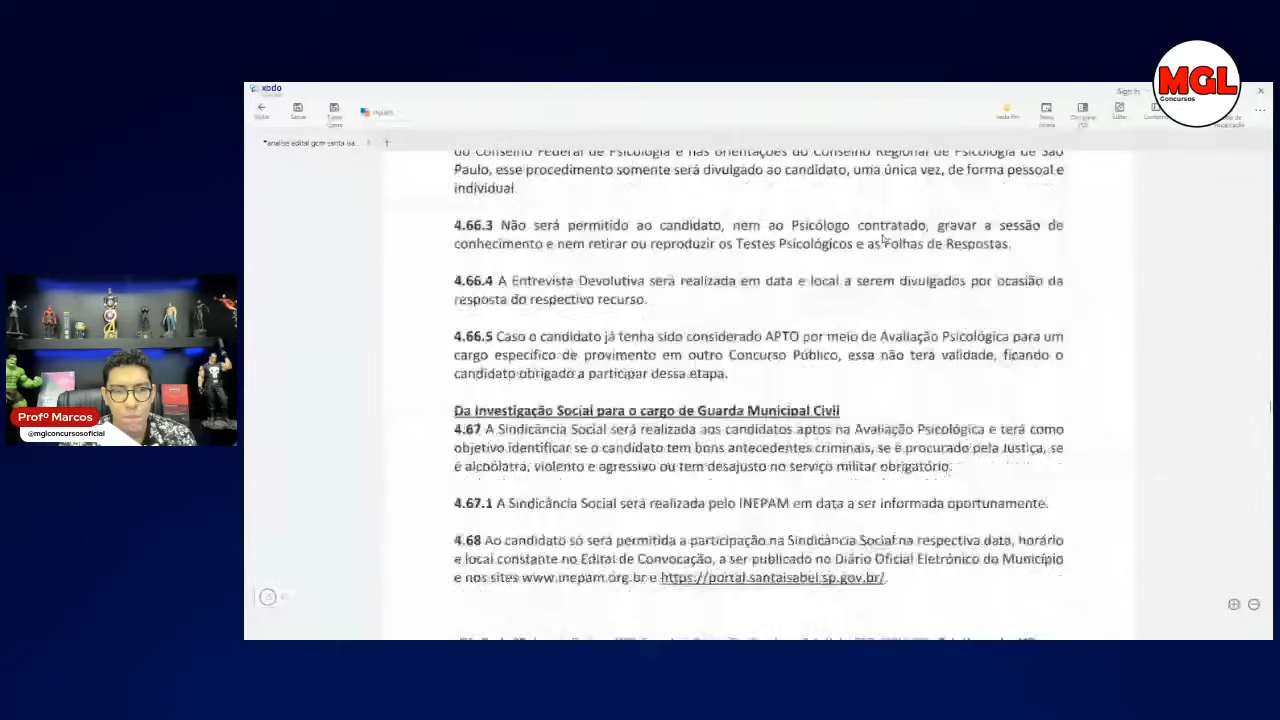 MGL
Concursos
xodo
Sign In
*analise edital gcm santa isa...
do Conselho Federal de Psicologia e nas orientações do Conselho Regional de Psicologia de São
Paulo, esse procedimento somente será divulgado ao candidato, uma única vez, de forma pessoal e
individual.
4.66.3 Não será permitido ao candidato, nem ao Psicólogo contratado, gravar a sessão de
conhecimento e nem retirar ou reproduzir os Testes Psicológicos e as Folhas de Respostas.
4.66.4 A Entrevista Devolutiva será realizada em data e local a serem divulgados por ocasião da
resposta do respectivo recurso.
4.66.5 Caso o candidato já tenha sido considerado APTO por meio de Avaliação Psicológica para um
cargo específico de provimento em outro Concurso Público, essa não terá validade, ficando o
candidato obrigado a participar dessa etapa.
Da Investigação Social para o cargo de Guarda Municipal Civil
4.67 A Sindicância Social será realizada aos candidatos aptos na Avaliação Psicológica e terá como
objetivo identificar se o candidato tem bons antecedentes criminais, se é procurado pela Justiça, se
é alcoólatra, violento e agressivo ou tem desajusto no serviço militar obrigatório.
4.67.1 A Sindicância Social será realizada pelo INEPAM em data a ser informada oportunamente.
4.68 Ao candidato só será permitida a participação na Sindicância Social na respectiva data, horário
e local constante no Edital de Convocação, a ser publicado no Diário Oficial Eletrônico do Município
e nos sites www.inepam.org.br e https://portal.santaisabel.sp.gov.br/.
Profº Marcos
@mglconcursosoficial